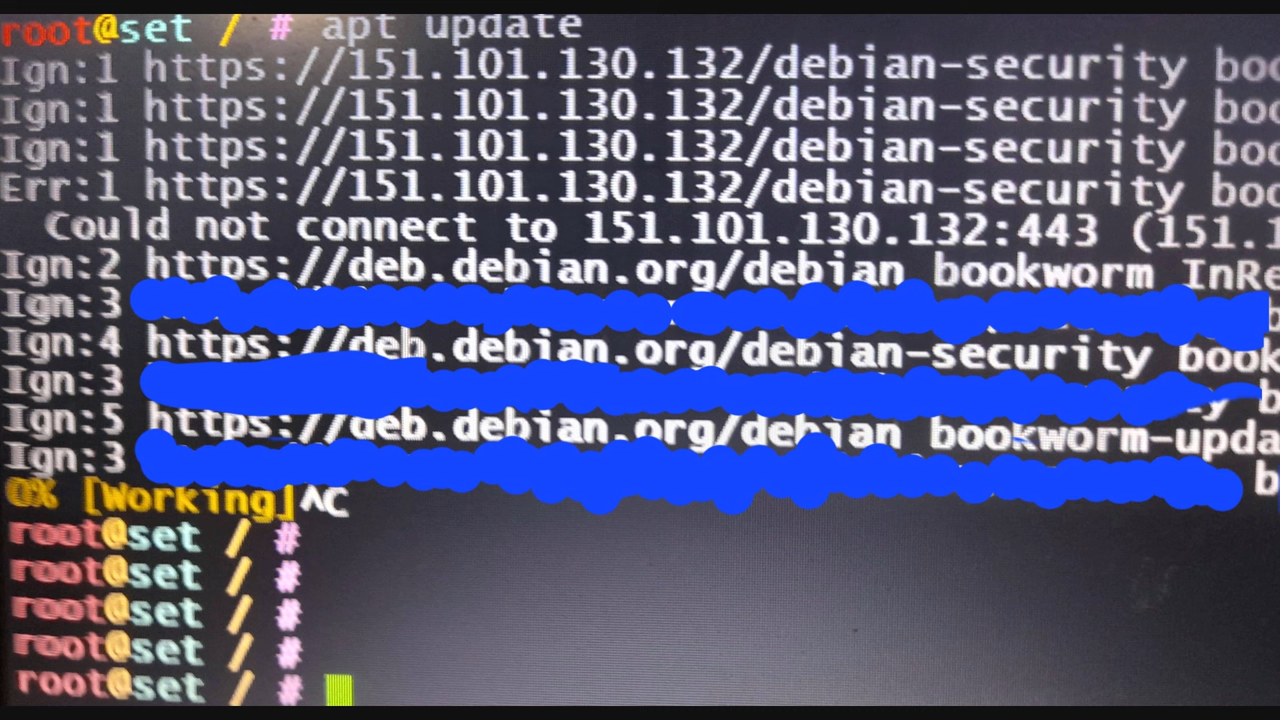 root@set / # apt update
Ign:1 https://151.101.130.132/debian-security boo
Ign:1 https://151.101.130.132/debian-security boo
Ign:1 https://151.101.130.132/debian-security boo
Err:1 https://151.101.130.132/debian-security boo
Could not connect to 151.101.130.132:443 (151.1
Ign:2 https://deb.debian.org/debian bookworm InRe
Ign:3 b
Ign:4 https://deb.debian.org/debian-security book
Ign:3 y b
Ign:5 https://deb.debian.org/debian bookworm-upda
Ign:3 b
0% [Working]^C
root@set / #
root@set / #
root@set / #
root@set / #
root@set / #